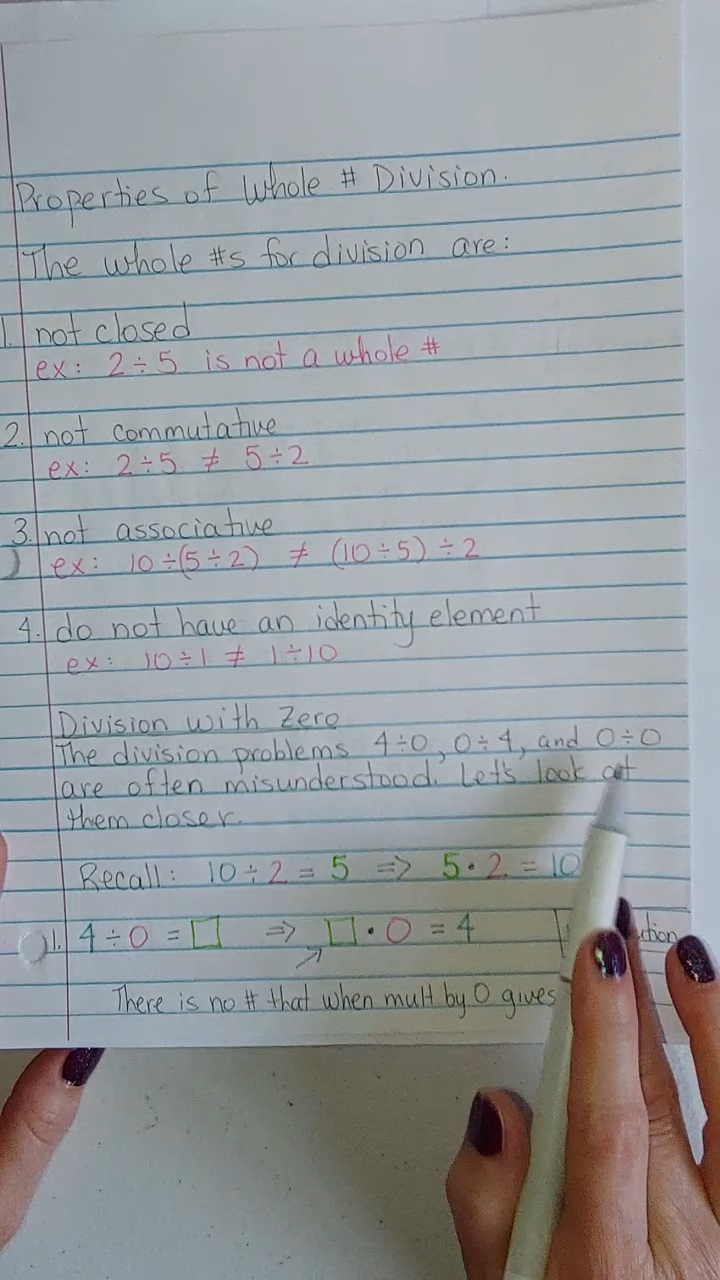 Properties of Whole # Division.
The whole #s for division are:
1. not closed
ex: 2 ÷ 5 is not a whole #
2. not commutative
ex: 2 ÷ 5 ≠ 5 ÷ 2
3. not associative
ex: 10 ÷ (5 ÷ 2) ≠ (10 ÷ 5) ÷ 2
4. do not have an identity element
ex: 10 ÷ 1 ≠ 1 ÷ 10
Division with Zero
The division problems 4 ÷ 0, 0 ÷ 4, and 0 ÷ 0
are often misunderstood. Let's look at
them closer.
Recall: 10 ÷ 2 = 5 => 5 · 2 = 10
1. 4 ÷ 0 = □ => □ · 0 = 4
There is no # that when mult by 0 gives